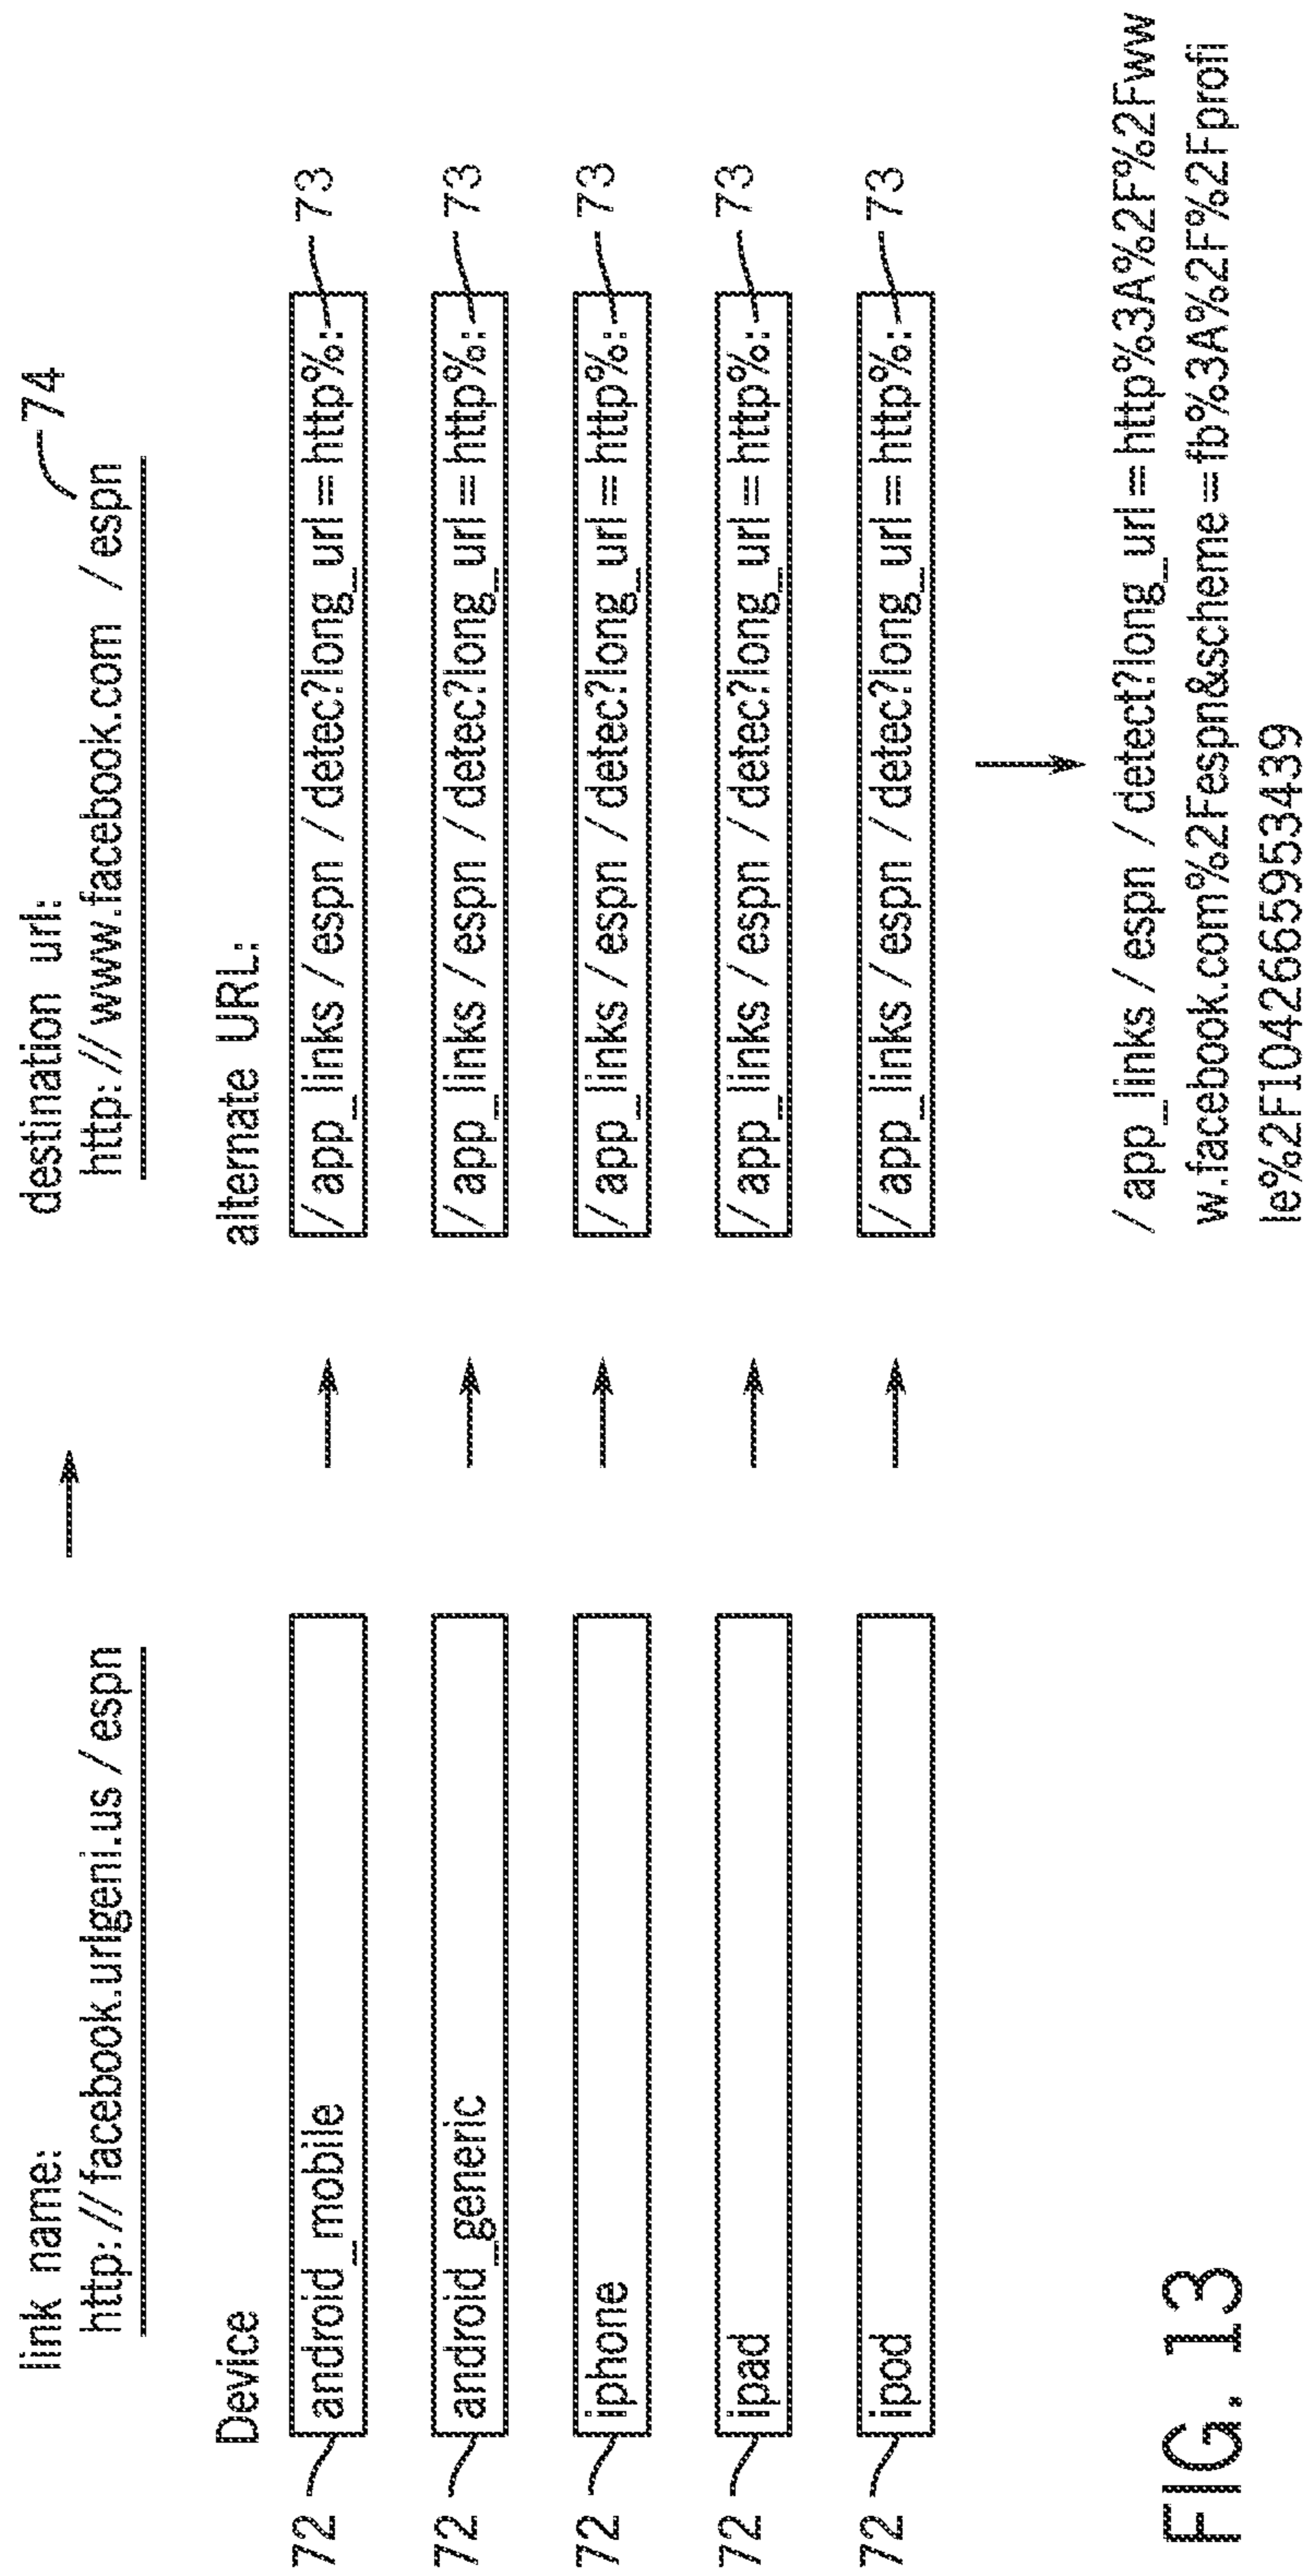 link name:
http://facebook.urlgeni.us/espn
destination url:
http://www.facebook.com /espn
74
Device
alternate URL:
72
android_mobile
/app_links/espn/detec?long_url=http%:
73
72
android_generic
/app_links/espn/detec?long_url=http%:
73
72
iphone
/app_links/espn/detec?long_url=http%:
73
72
ipad
/app_links/espn/detec?long_url=http%:
73
72
ipod
/app_links/espn/detec?long_url=http%:
73
/app_links/espn/detect?long_url=http%3A%2F%2Fww
w.facebook.com%2Fespn&scheme=fb%3A%2F%2Fprofi
le%2F104266595953439
FIG. 13